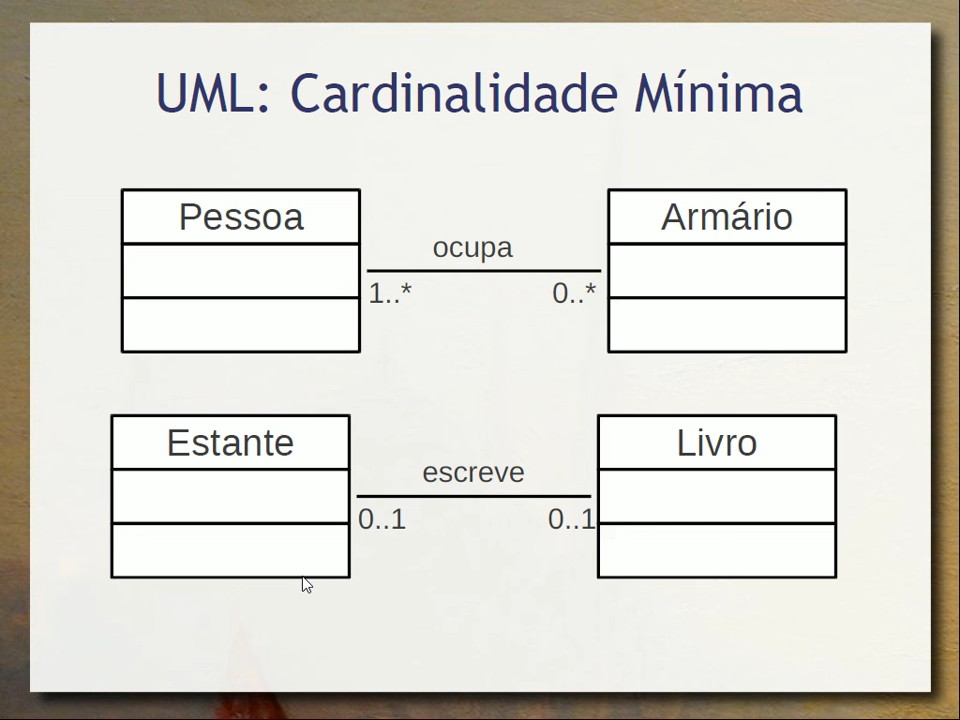 UML: Cardinalidade Mínima
Pessoa
ocupa
1..*
0..*
Armário
Estante
escreve
0..1
0..1
Livro